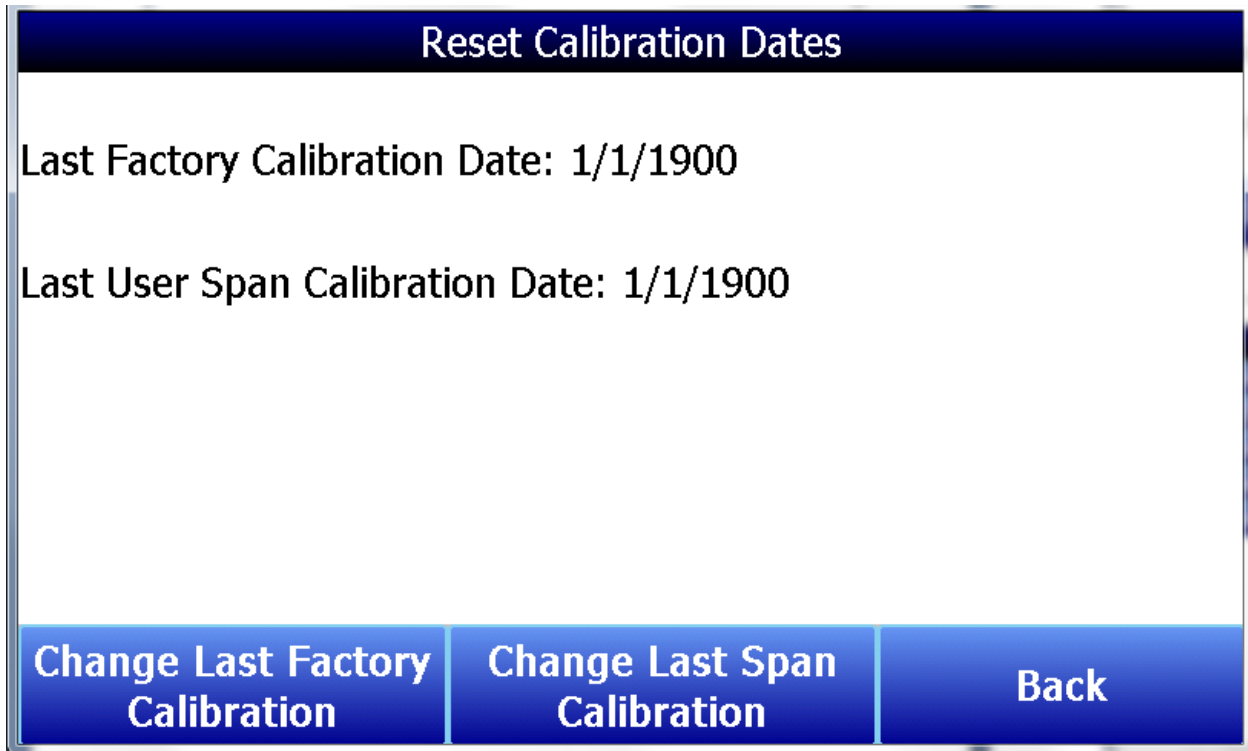 Reset Calibration Dates
Last Factory Calibration Date: 1/1/1900
Last User Span Calibration Date: 1/1/1900
Change Last Factory
Calibration
Change Last Span
Calibration
Back